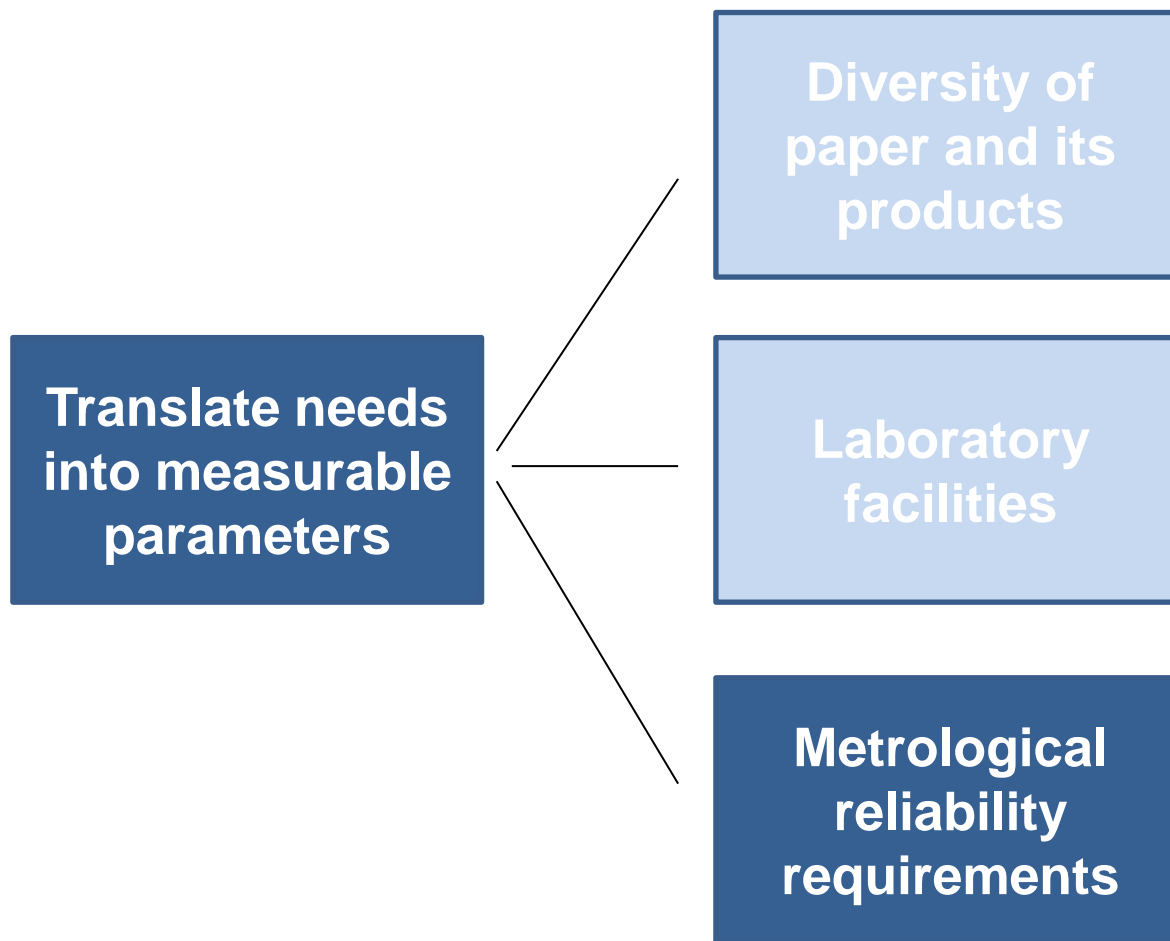 Diversity of
paper and its
products
Translate needs
into measurable
parameters
Laboratory
facilities
Metrological
reliability
requirements